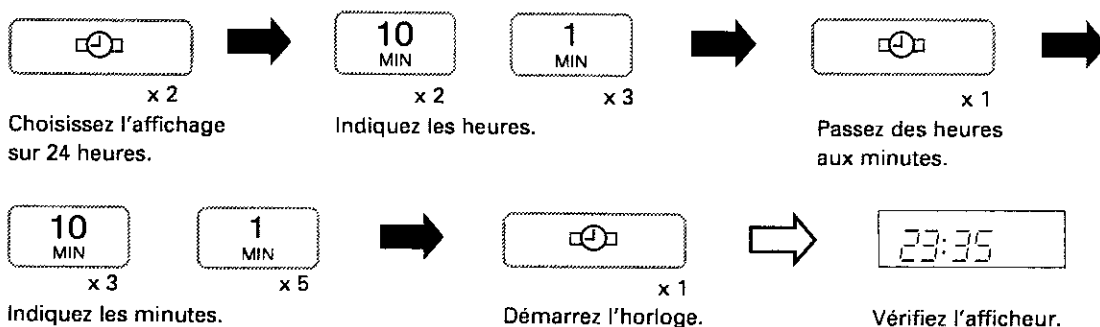 10
MIN
1
MIN
x 2
x 2
x 3
x 1
Choisissez l'affichage
sur 24 heures.
Indiquez les heures.
Passez des heures
aux minutes.
10
MIN
1
MIN
23:35
x 3
x 5
x 1
Indiquez les minutes.
Démarrez l'horloge.
Vérifiez l'afficheur.